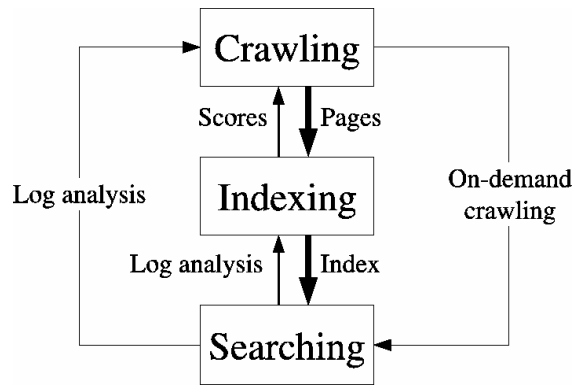 Crawling
Scores
Pages
Log analysis
On-demand
crawling
Indexing
Log analysis
Index
Searching